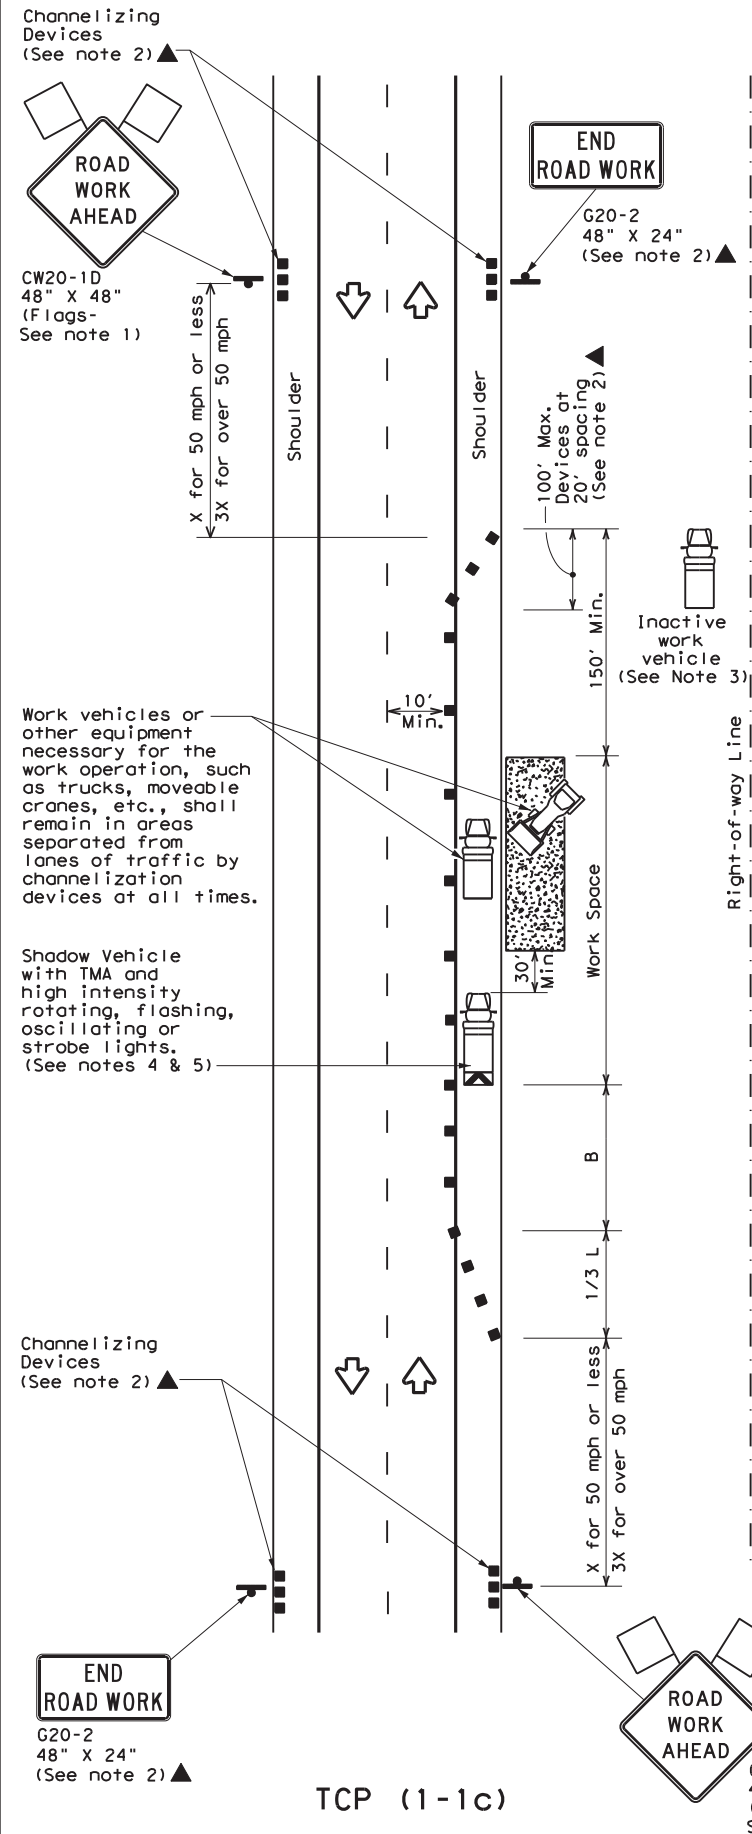 Channelizing
Devices
(See note 2)▲
ROAD
WORK
AHEAD
CW20-1D
48" X 48"
(Flags-
See note 1)
END
ROAD WORK
G20-2
48" X 24"
(See note 2)▲
X for 50 mph or less
3X for over 50 mph
Shoulder
Shoulder
100' Max.
Devices at
20' spacing
(See note 2)▲
150' Min.
Inactive
work
vehicle
(See Note 3)
Right-of-way Line
10'
Min.
Work vehicles or
other equipment
necessary for the
work operation, such
as trucks, moveable
cranes, etc., shall
remain in areas
separated from
lanes of traffic by
channelization
devices at all times.
Work Space
30'
Min.
Shadow Vehicle
with TMA and
high intensity
rotating, flashing,
oscillating or
strobe lights.
(See notes 4 & 5)
B
1/3 L
Channelizing
Devices
(See note 2)▲
X for 50 mph or less
3X for over 50 mph
END
ROAD WORK
G20-2
48" X 24"
(See note 2)▲
ROAD
WORK
AHEAD
TCP (1-1c)